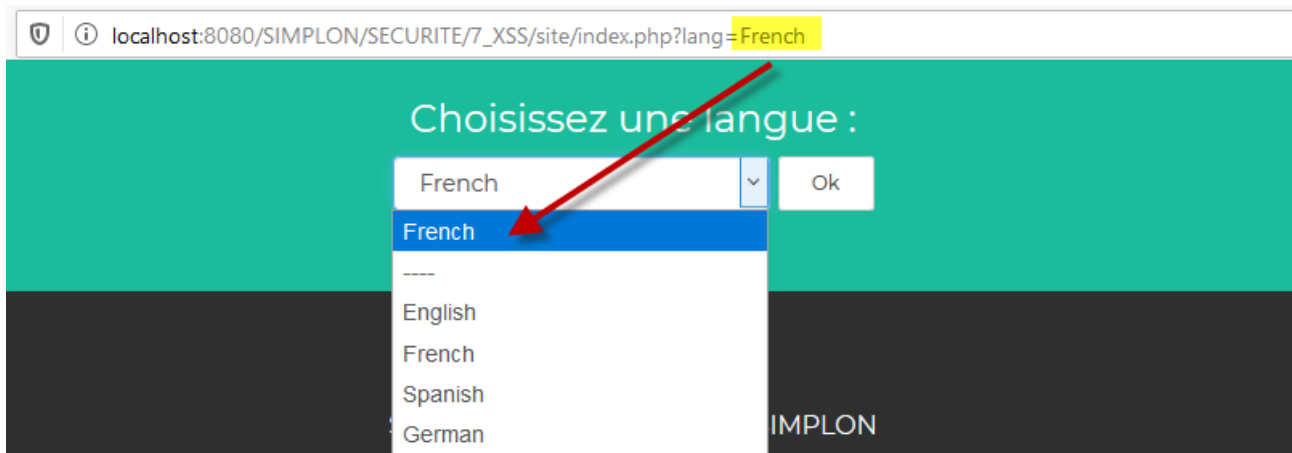 localhost:8080/SIMPLON/SECURITE/7_XSS/site/index.php?lang=French
Choisissez une langue :
French
Ok
French
----
English
French
Spanish
German
IMPLON